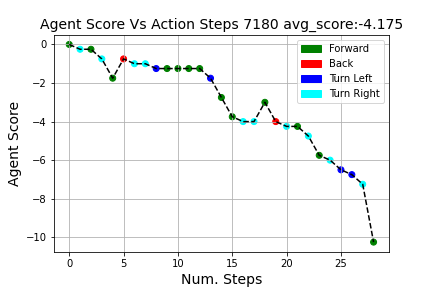 Agent Score Vs Action Steps 7180 avg_score:-4.175
Forward
Back
Turn Left
Turn Right
Agent Score
0
−2
−4
−6
−8
−10
0 5 10 15 20 25
Num. Steps